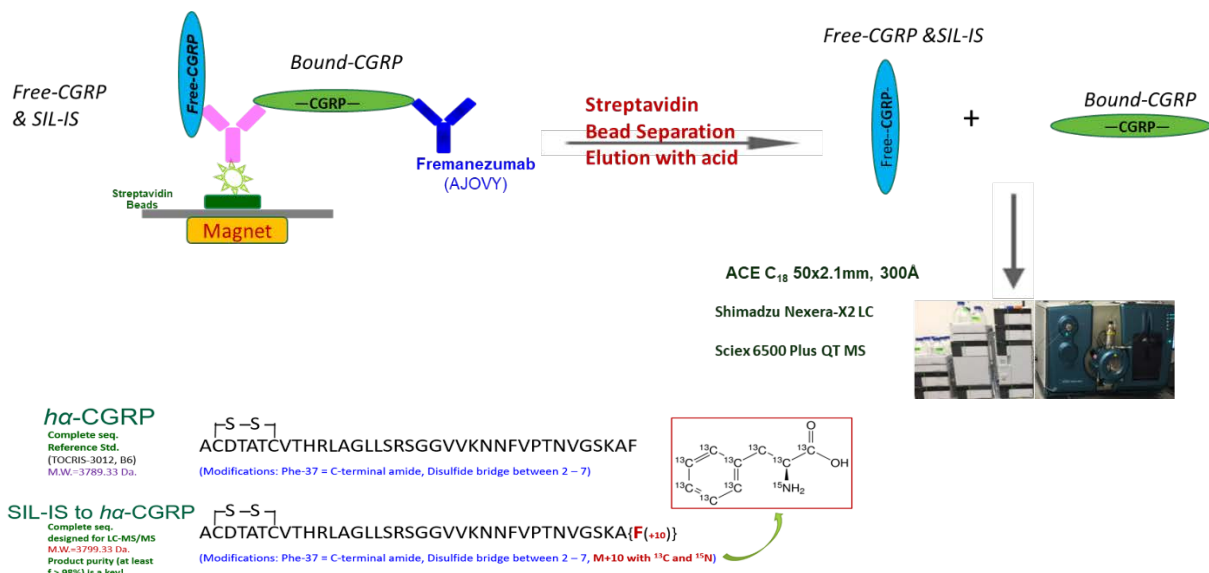 Free-CGRP
& SIL-IS
Free-CGRP
Bound-CGRP
—CGRP—
Fremanezumab
(AJOVY)
Streptavidin
Beads
Magnet
Streptavidin
Bead Separation
Elution with acid
Free-CGRP &SIL-IS
Free--CGRP-
+
Bound-CGRP
—CGRP—
ACE C18 50x2.1mm, 300Å
Shimadzu Nexera-X2 LC
Sciex 6500 Plus QT MS
hα-CGRP
Complete seq.
Reference Std.
(TOCRIS-3012, B6)
M.W.=3789.33 Da.
S–S
ACDTATCVTHRLAGLLSRSGGVVKNNFVPTNVGSKAF
(Modifications: Phe-37 = C-terminal amide, Disulfide bridge between 2 – 7)
SIL-IS to hα-CGRP
Complete seq.
designed for LC-MS/MS
M.W.=3799.33 Da.
Product purity (at least
f > 98%) is a key!
S–S
ACDTATCVTHRLAGLLSRSGGVVKNNFVPTNVGSKA{F(+10)}
(Modifications: Phe-37 = C-terminal amide, Disulfide bridge between 2 – 7, M+10 with 13C and 15N)
O
13C 13C 13C 13C 13C 13C 13C 13C 13C
OH
15NH2